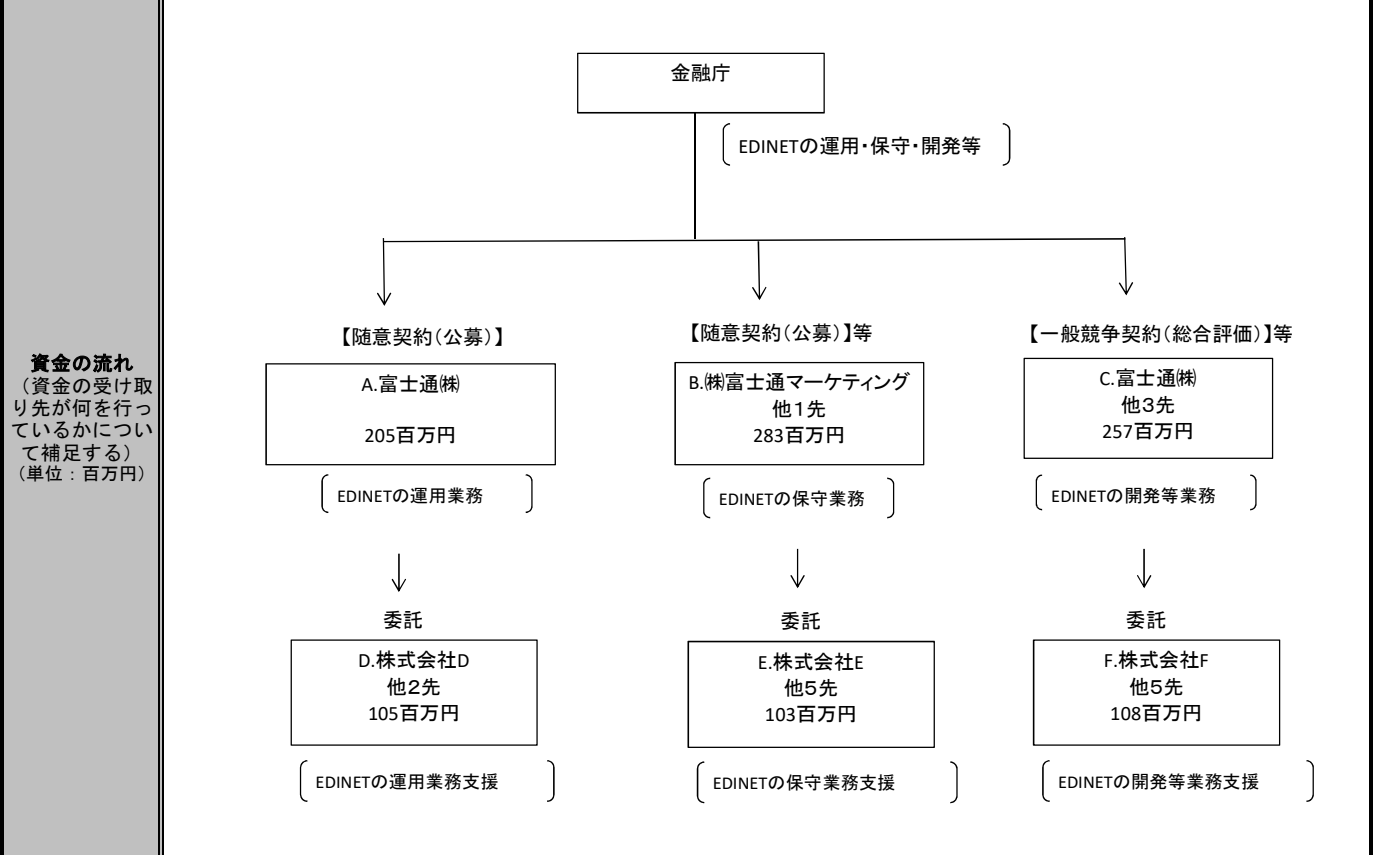 資金の流れ
（資金の受け取
り先が何を行っ
ているかについ
て補足する）
（単位：百万円）
金融庁
EDINETの運用・保守・開発等
【随意契約（公募）】
A.富士通㈱
205百万円
EDINETの運用業務
【随意契約（公募）】等
B.㈱富士通マーケティング
他１先
283百万円
EDINETの保守業務
【一般競争契約（総合評価）】等
C.富士通㈱
他３先
257百万円
EDINETの開発等業務
委託
D.株式会社D
他２先
105百万円
EDINETの運用業務支援
委託
E.株式会社E
他５先
103百万円
EDINETの保守業務支援
委託
F.株式会社F
他５先
108百万円
EDINETの開発等業務支援